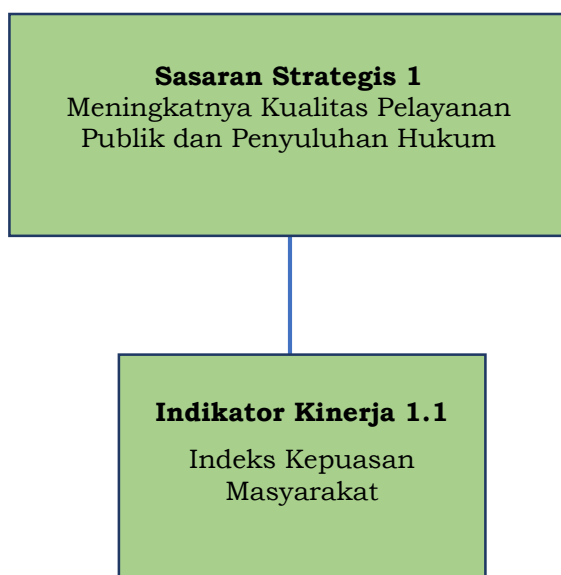 Sasaran Strategis 1
Meningkatnya Kualitas Pelayanan
Publik dan Penyuluhan Hukum
Indikator Kinerja 1.1
Indeks Kepuasan
Masyarakat